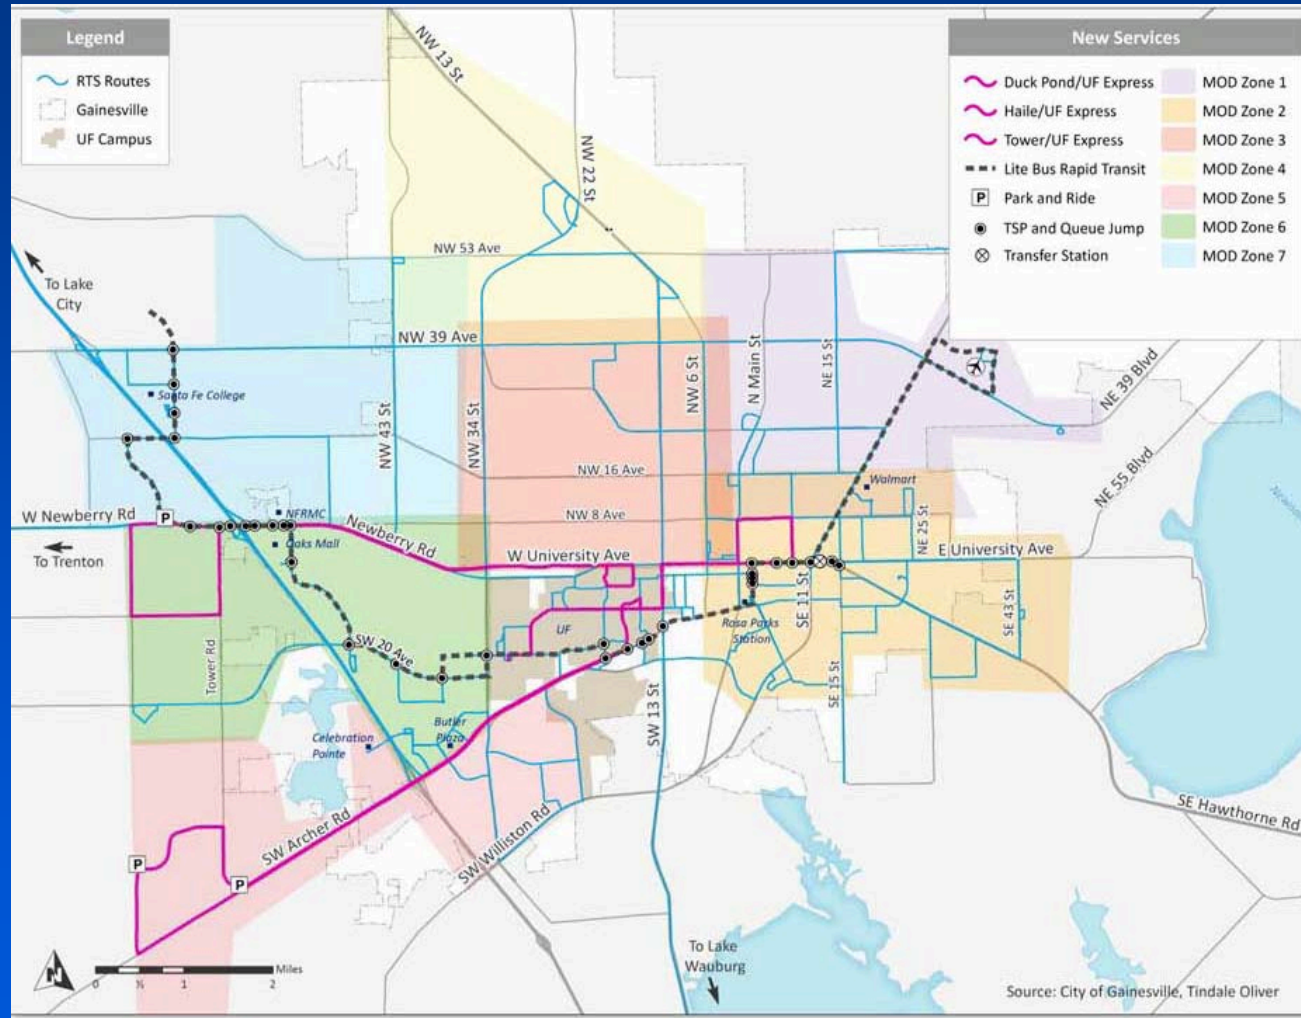 Legend
RTS Routes
Gainesville
UF Campus
New Services
Duck Pond/UF Express
Haile/UF Express
Tower/UF Express
Lite Bus Rapid Transit
P
Park and Ride
TSP and Queue Jump
Transfer Station
MOD Zone 1
MOD Zone 2
MOD Zone 3
MOD Zone 4
MOD Zone 5
MOD Zone 6
MOD Zone 7
NW 13 St
NW 22 St
NW 53 Ave
To Lake
City
NW 39 Ave
N Main St
NE 15 St
NW 6 St
NE 39 Blvd
Santa Fe College
NW 43 St
NW 34 St
NW 16 Ave
Walmart
NE 55 Blvd
W Newberry Rd
P
NFRMC
Newberry Rd
NW 8 Ave
NE 25 St
Oaks Mall
To Trenton
W University Ave
E University Ave
SE 11 St
SE 43 St
UF
Rosa Parks
Station
SW 20 Ave
Tower Rd
SE 15 St
SW 13 St
Butler
Plaza
Celebration
Pointe
SW Archer Rd
SW Williston Rd
SE Hawthorne Rd
P
P
To Lake
Wauburg
N
Miles
0
½
1
2
Source: City of Gainesville, Tindale Oliver